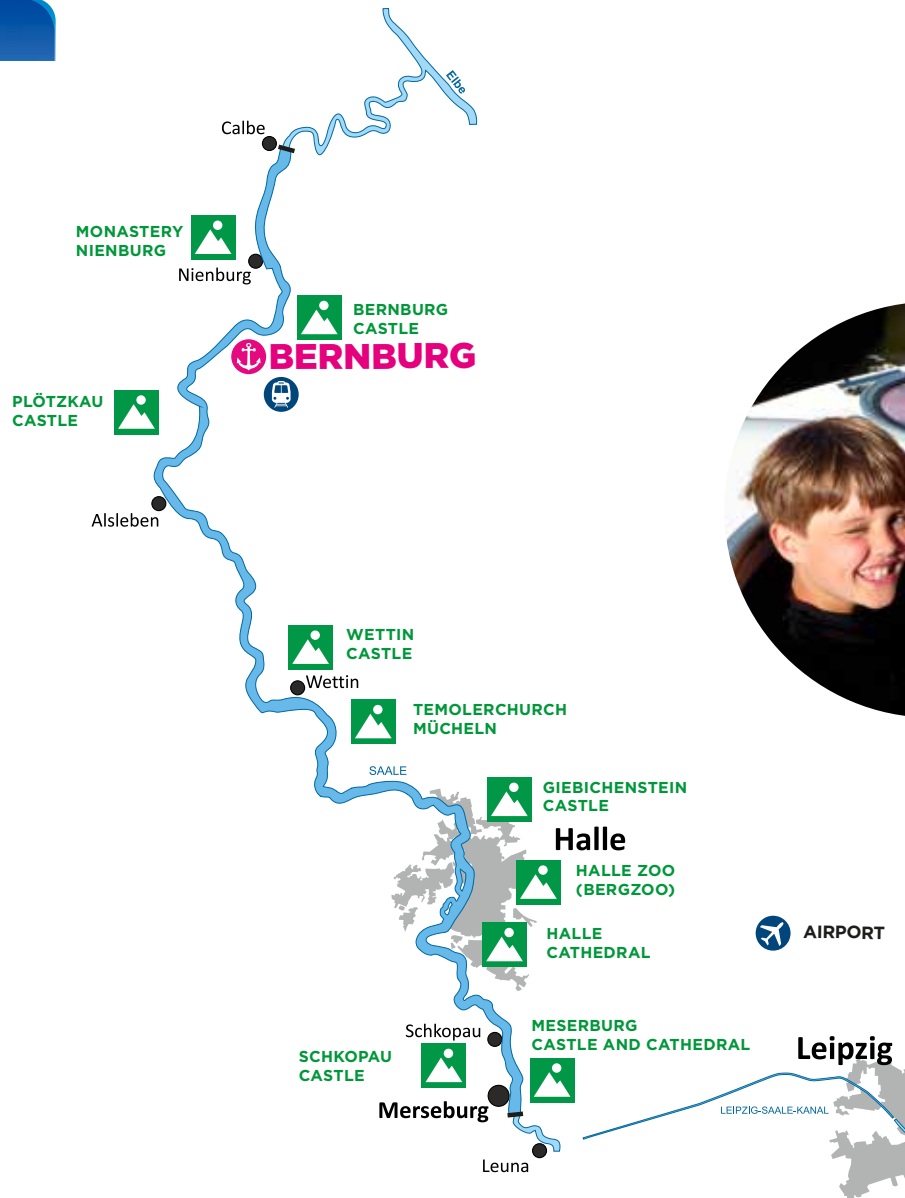 Elbe
Calbe
MONASTERY
NIENBURG
Nienburg
BERNBURG
CASTLE
BERNBURG
PLÖTZKAU
CASTLE
Alsleben
WETTIN
CASTLE
Wettin
TEMOLERCHURCH
MÜCHELN
SAALE
GIEBICHENSTEIN
CASTLE
Halle
HALLE ZOO
(BERGZOO)
HALLE
CATHEDRAL
AIRPORT
Schkopau
MESERBURG
CASTLE AND CATHEDRAL
SCHKOPAU
CASTLE
Leipzig
Merseburg
LEIPZIG-SAALE-KANAL
Leuna